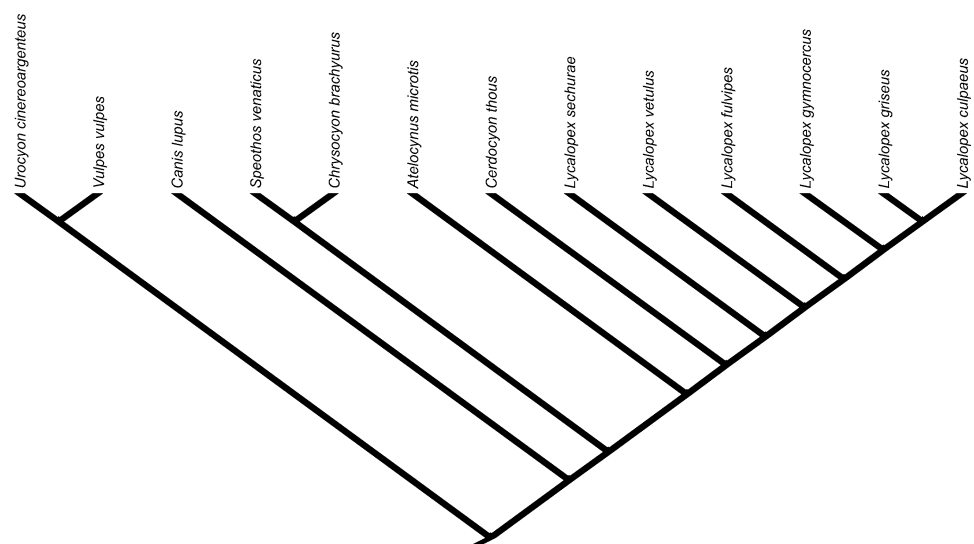 Urocyon cinereoargenteus
Vulpes vulpes
Canis lupus
Speothos venaticus
Chrysocyon brachyurus
Atelocynus microtis
Cerdocyon thous
Lycalopex sechurae
Lycalopex vetulus
Lycalopex fulvipes
Lycalopex gymnocercus
Lycalopex griseus
Lycalopex culpaeus